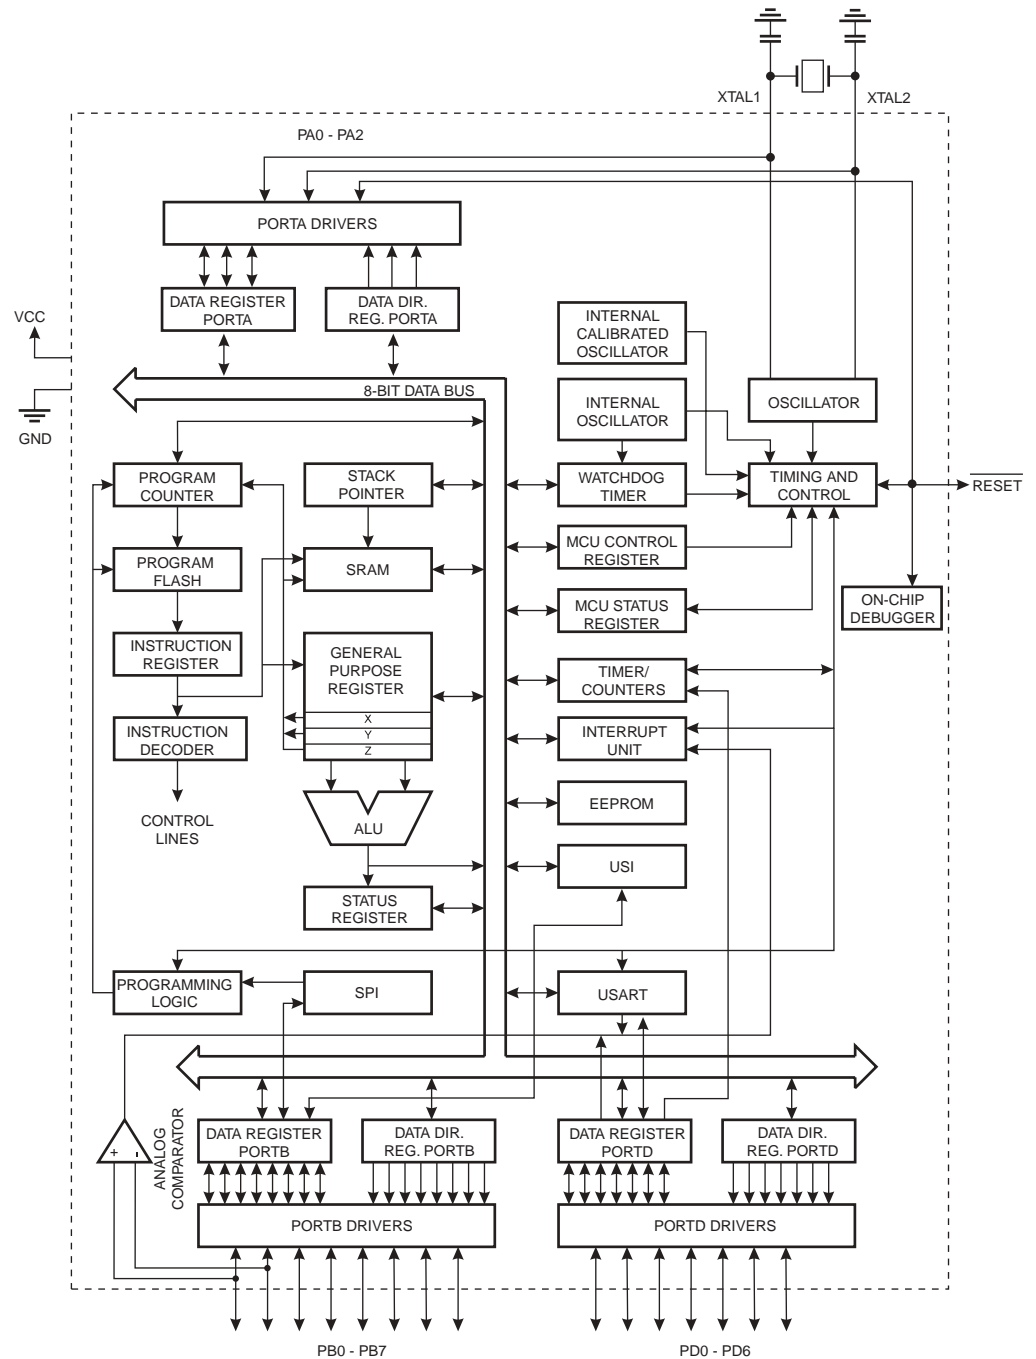 XTAL1
XTAL2
PA0 - PA2
PORTA DRIVERS
DATA REGISTER
PORTA
DATA DIR.
REG. PORTA
VCC
GND
8-BIT DATA BUS
INTERNAL
CALIBRATED
OSCILLATOR
INTERNAL
OSCILLATOR
OSCILLATOR
PROGRAM
COUNTER
STACK
POINTER
WATCHDOG
TIMER
TIMING AND
CONTROL
RESET
PROGRAM
FLASH
SRAM
MCU CONTROL
REGISTER
MCU STATUS
REGISTER
ON-CHIP
DEBUGGER
INSTRUCTION
REGISTER
GENERAL
PURPOSE
REGISTER
X
Y
Z
TIMER/
COUNTERS
INSTRUCTION
DECODER
INTERRUPT
UNIT
CONTROL
LINES
ALU
EEPROM
USI
STATUS
REGISTER
PROGRAMMING
LOGIC
SPI
USART
ANALOG
COMPARATOR
+
-
DATA REGISTER
PORTB
DATA DIR.
REG. PORTB
DATA REGISTER
PORTD
DATA DIR.
REG. PORTD
PORTB DRIVERS
PORTD DRIVERS
PB0 - PB7
PD0 - PD6